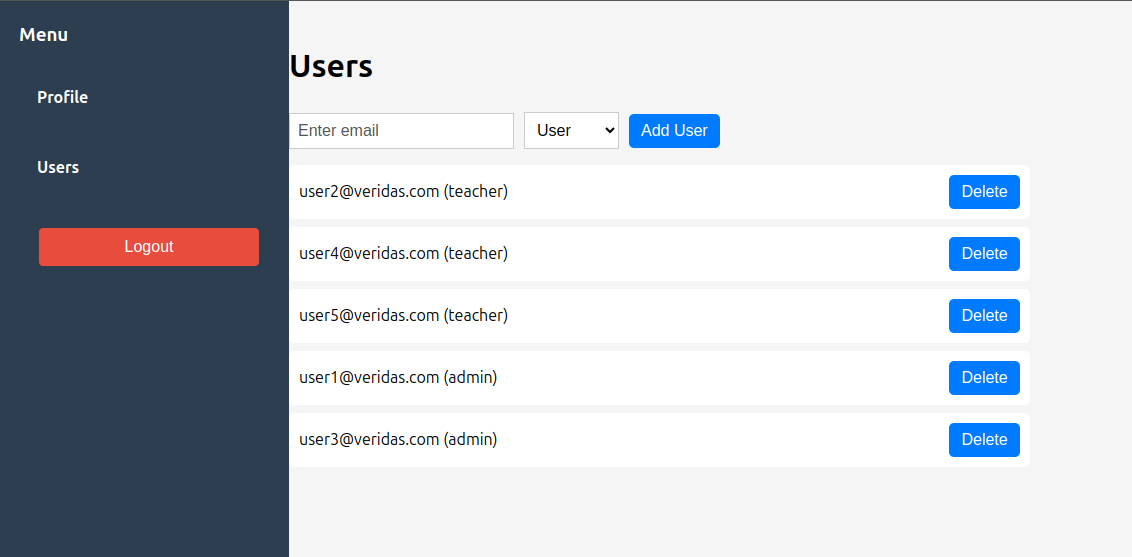 Menu
Profile
Users
Logout
Users
Enter email User Add User
user2@veridas.com (teacher) Delete
user4@veridas.com (teacher) Delete
user5@veridas.com (teacher) Delete
user1@veridas.com (admin) Delete
user3@veridas.com (admin) Delete